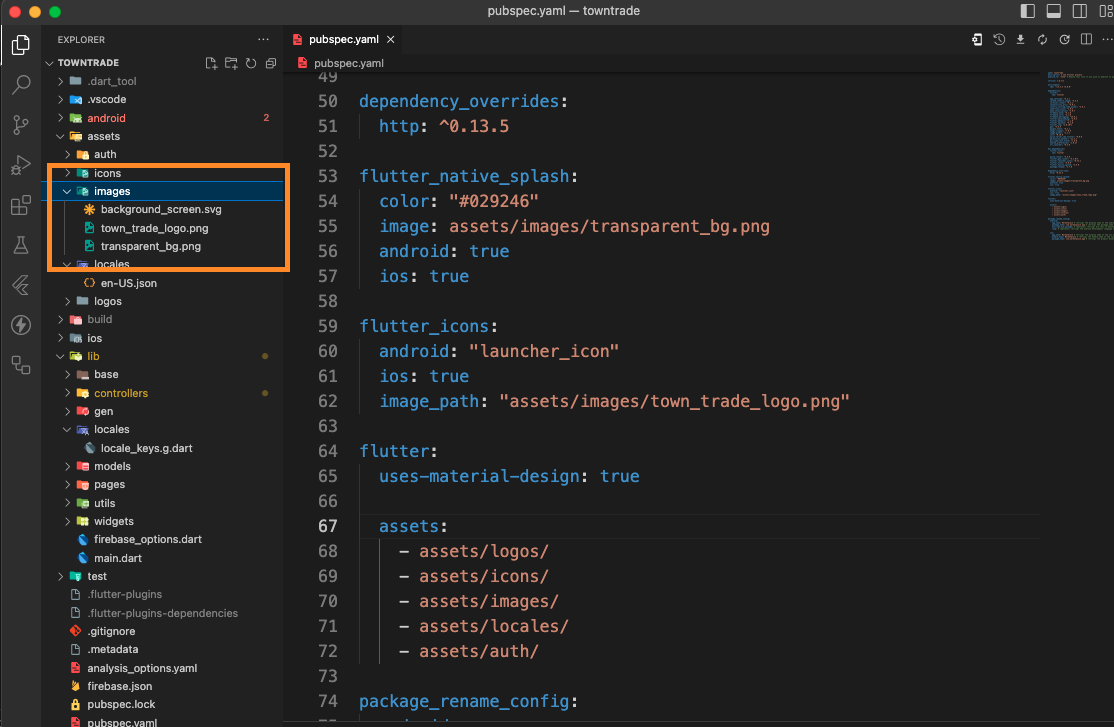 pubspec.yaml — towntrade
EXPLORER
TOWNTRADE
.dart_tool
.vscode
android 2
assets
auth
icons
images
background_screen.svg
town_trade_logo.png
transparent_bg.png
locales
en-US.json
logos
build
ios
lib
base
controllers
gen
locales
locale_keys.g.dart
models
pages
utils
widgets
firebase_options.dart
main.dart
test
.flutter-plugins
.flutter-plugins-dependencies
.gitignore
.metadata
analysis_options.yaml
firebase.json
pubspec.lock
pubspec.yaml
pubspec.yaml
pubspec.yaml
49
50 dependency_overrides:
51 http: ^0.13.5
52
53 flutter_native_splash:
54 color: "#029246"
55 image: assets/images/transparent_bg.png
56 android: true
57 ios: true
58
59 flutter_icons:
60 android: "launcher_icon"
61 ios: true
62 image_path: "assets/images/town_trade_logo.png"
63
64 flutter:
65 uses-material-design: true
66
67 assets:
68 - assets/logos/
69 - assets/icons/
70 - assets/images/
71 - assets/locales/
72 - assets/auth/
73
74 package_rename_config: